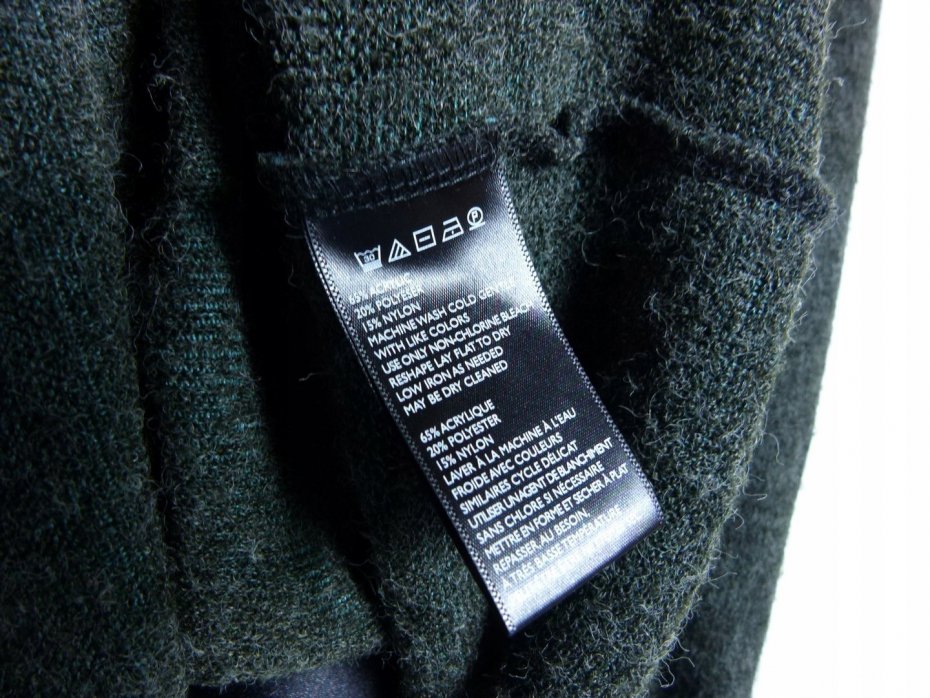 30
P
65% ACRYLIC
20% POLYESTER
15% NYLON
MACHINE WASH COLD GENTLE
WITH LIKE COLORS
USE ONLY NON-CHLORINE BLEACH
RESHAPE LAY FLAT TO DRY
LOW IRON AS NEEDED
MAY BE DRY CLEANED
65% ACRYLIQUE
20% POLYESTER
15% NYLON
LAVER À LA MACHINE À L'EAU
FROIDE AVEC COULEURS
SIMILAIRES CYCLE DÉLICAT
UTILISER UN AGENT DE BLANCHIMENT
SANS CHLORE SI NÉCESSAIRE
METTRE EN FORME ET SÉCHER À PLAT
REPASSER AU BESOIN
À TRÈS BASSE TEMPÉRATURE